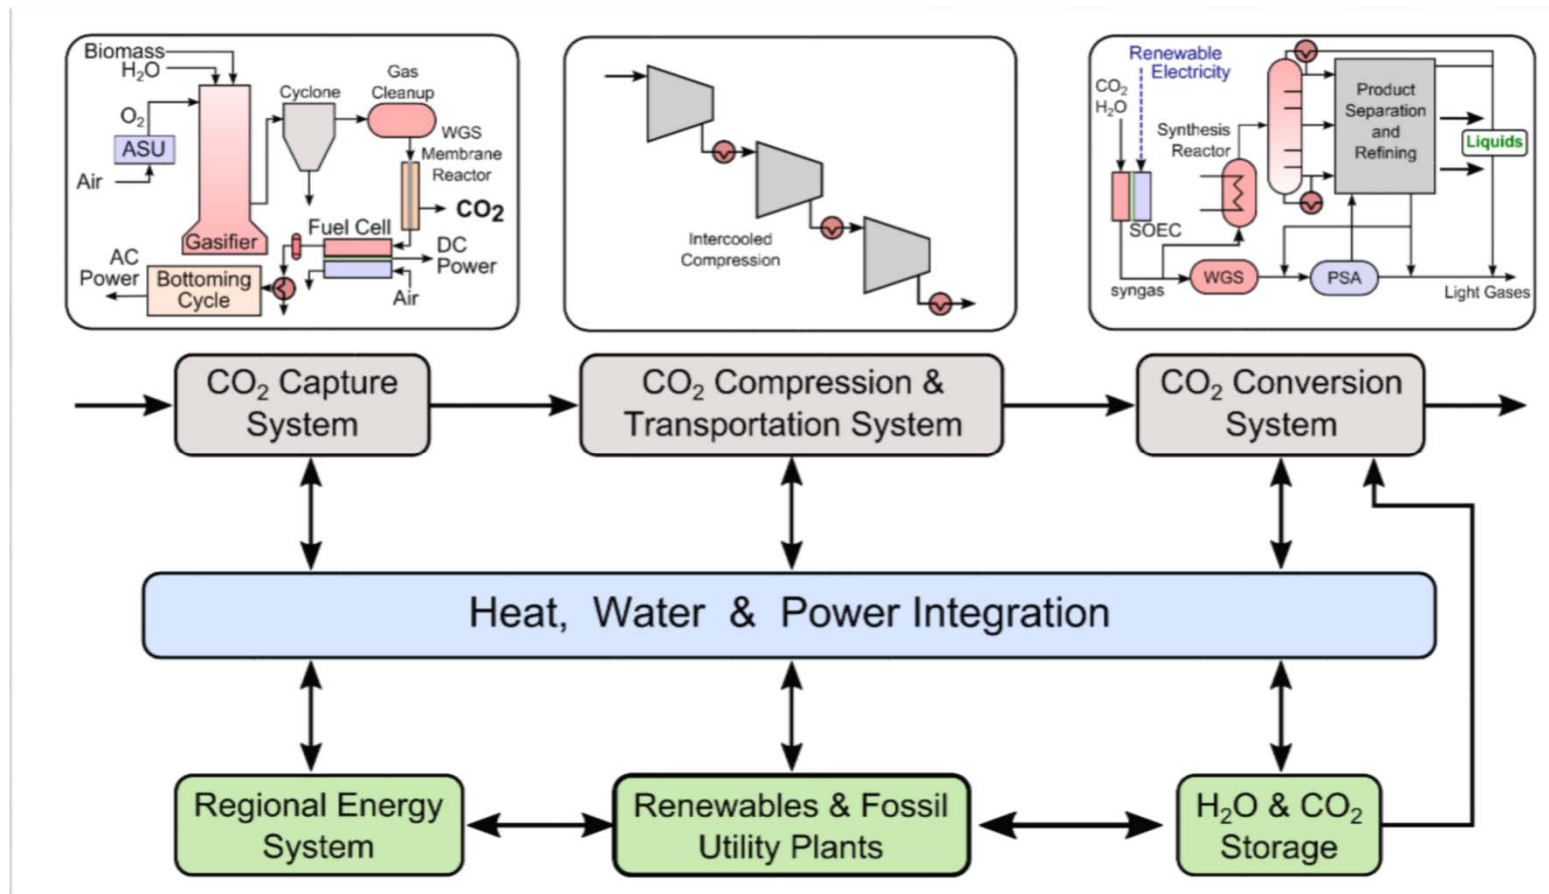 Biomass
H₂O
O₂
ASU
Air
Gasifier
Cyclone
Gas
Cleanup
WGS
Membrane
Reactor
CO₂
Fuel Cell
DC
Power
Air
AC
Power
Bottoming
Cycle
Intercooled
Compression
Renewable
Electricity
CO₂
H₂O
SOEC
syngas
Synthesis
Reactor
WGS
PSA
Product
Separation
and
Refining
Liquids
Light Gases
CO₂ Capture
System
CO₂ Compression &
Transportation System
CO₂ Conversion
System
Heat, Water & Power Integration
Regional Energy
System
Renewables & Fossil
Utility Plants
H₂O & CO₂
Storage